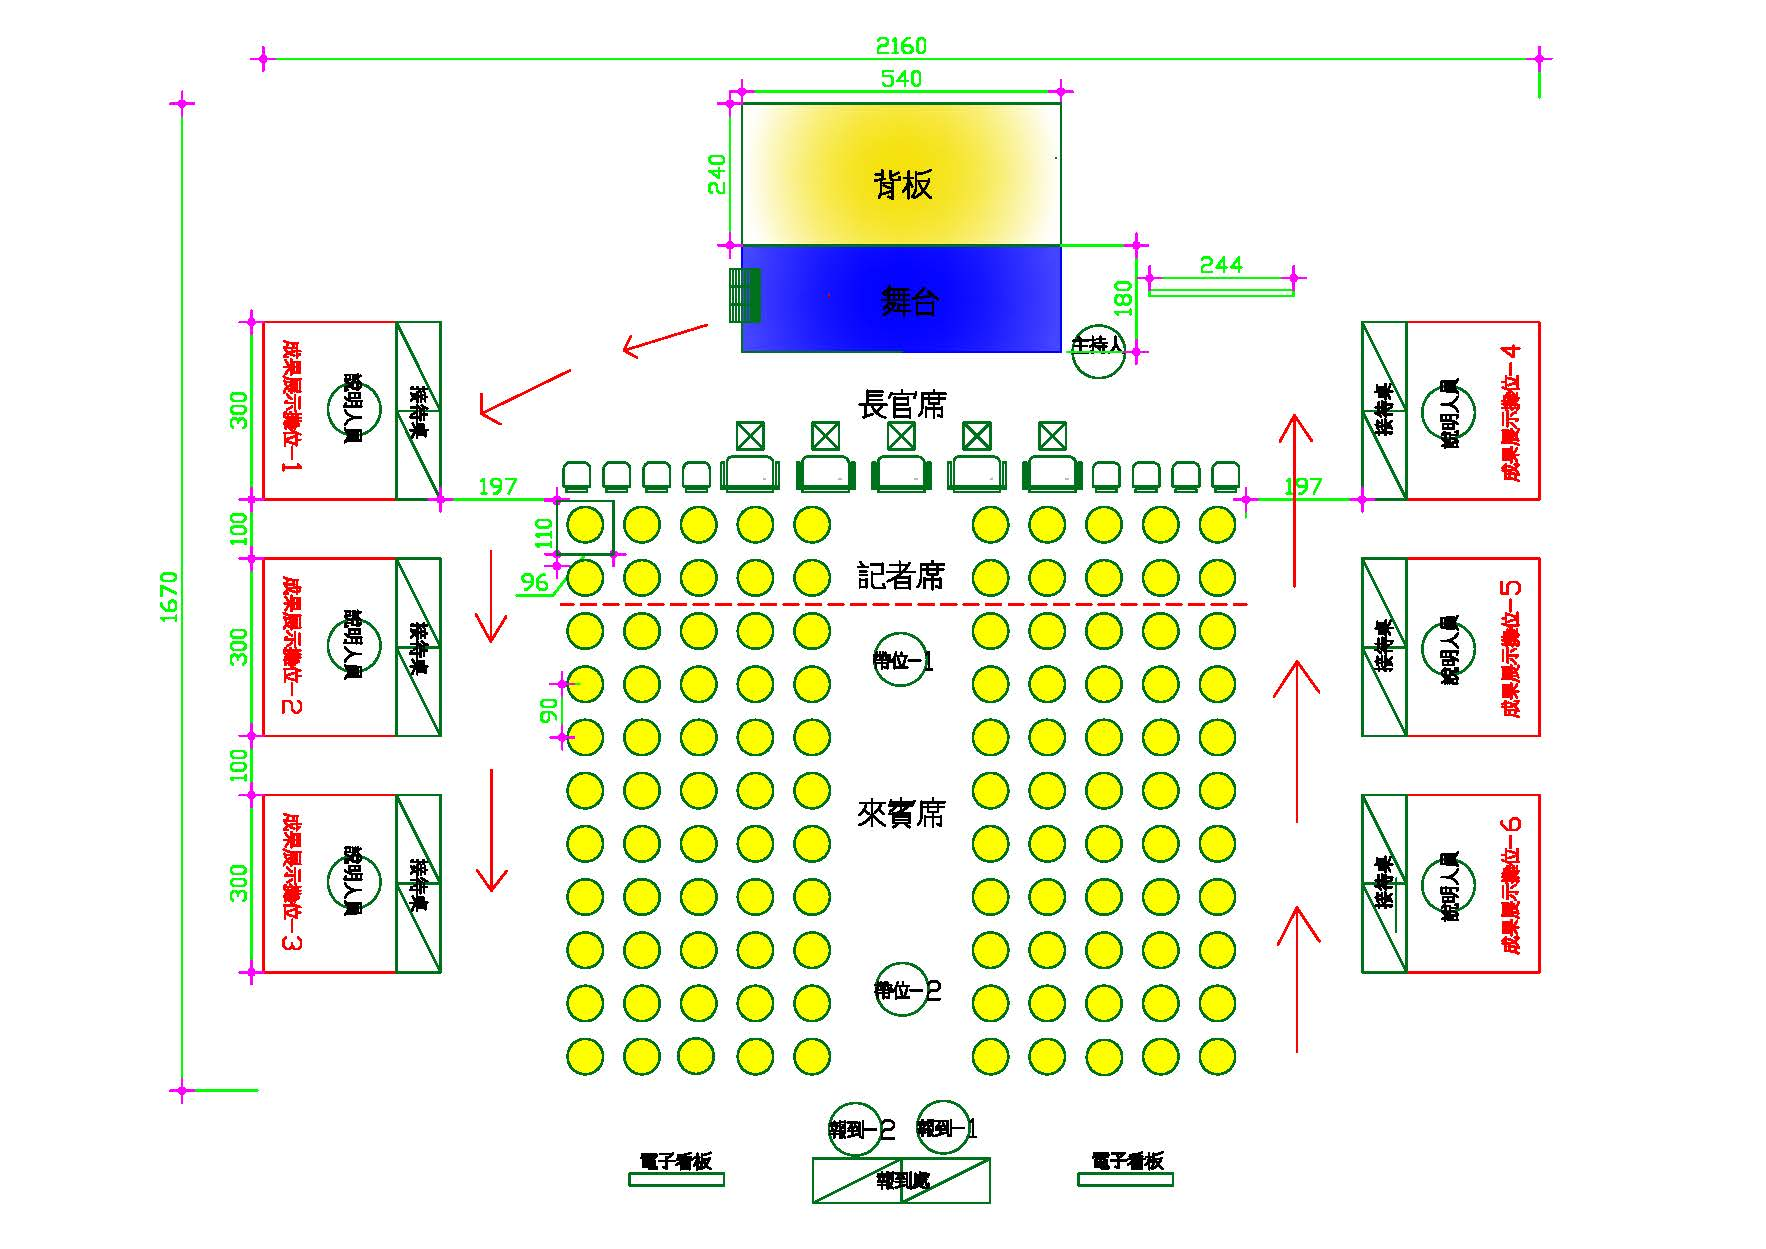 2160
540
240
背板
244
180
舞台
主持人
長官席
300
成果展示攤位-1
說明人員
接待桌
接待桌
說明人員
成果展示攤位-4
197
197
100
110
96
記者席
1670
300
成果展示攤位-2
說明人員
接待桌
帶位-1
接待桌
說明人員
成果展示攤位-5
90
100
來賓席
300
成果展示攤位-3
說明人員
接待桌
接待桌
說明人員
成果展示攤位-6
帶位-2
報到-2
報到-1
電子看板
報到處
電子看板